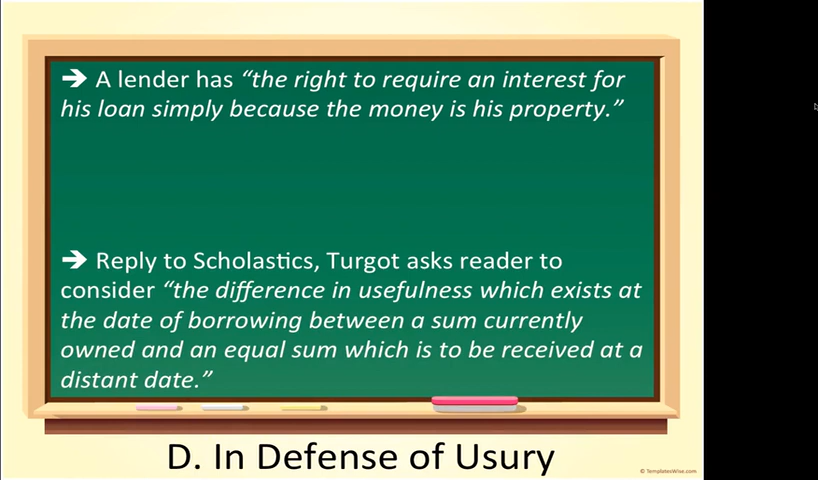 ➔ A lender has “the right to require an interest for
his loan simply because the money is his property.”
➔ Reply to Scholastics, Turgot asks reader to
consider “the difference in usefulness which exists at
the date of borrowing between a sum currently
owned and an equal sum which is to be received at a
distant date.”
D. In Defense of Usury
© TemplatesWise.com